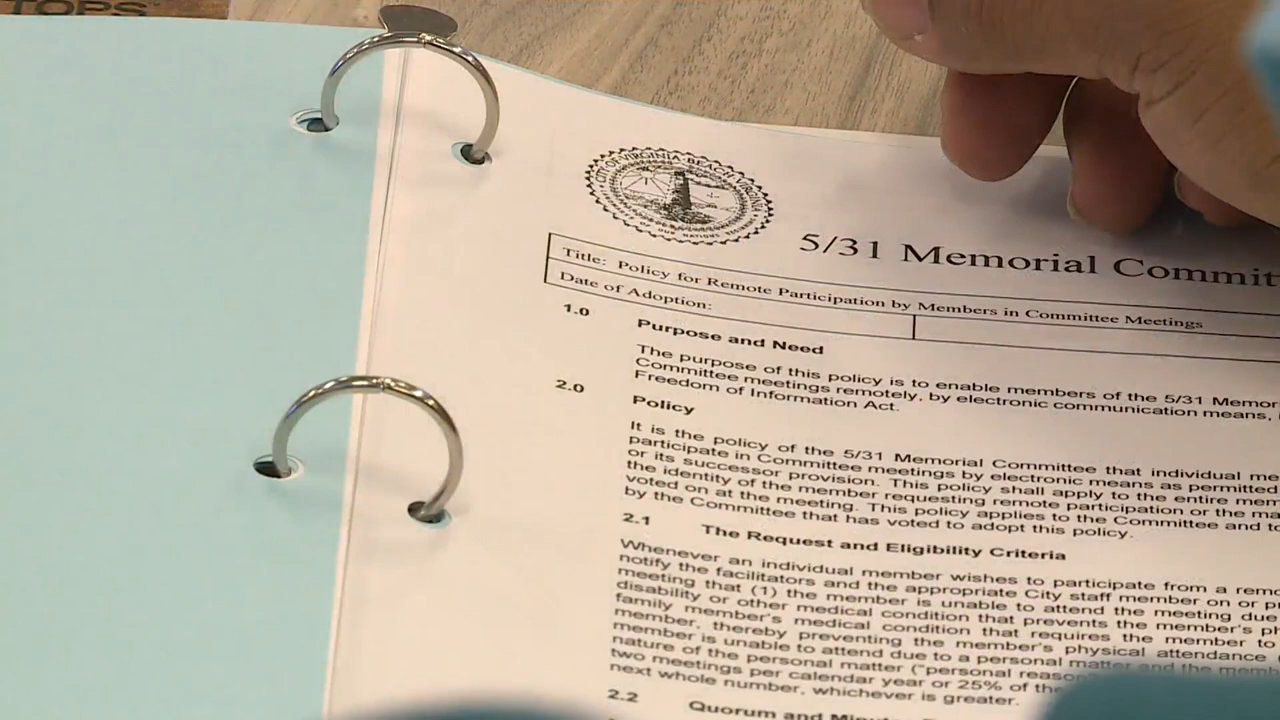 TOPS
CITY OF VIRGINIA BEACH, VIRGINIA
OUR NATION'S
5/31 Memorial Committ
Title: Policy for Remote Participation by Members in Committee Meetings
Date of Adoption:
1.0 Purpose and Need
The purpose of this policy is to enable members of the 5/31 Memor
Committee meetings remotely, by electronic communication means,
Freedom of Information Act.
2.0 Policy
It is the policy of the 5/31 Memorial Committee that individual me
participate in Committee meetings by electronic means as permitted
or its successor provision. This policy shall apply to the entire mem
the identity of the member requesting remote participation or the ma
voted on at the meeting. This policy applies to the Committee and to
by the Committee that has voted to adopt this policy.
2.1 The Request and Eligibility Criteria
Whenever an individual member wishes to participate from a remo
notify the facilitators and the appropriate City staff member on or p
meeting that (1) the member is unable to attend the meeting due
disability or other medical condition that prevents the member's ph
family member's medical condition that requires the member to
member, thereby preventing the member's physical attendance (
member is unable to attend due to a personal matter and the memb
nature of the personal matter ("personal reason
two meetings per calendar year or 25% of the
next whole number, whichever is greater.
2.2 Quorum and